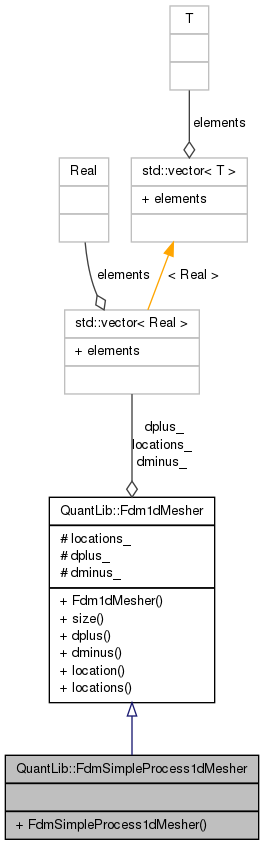 T
elements
std::vector< T >
+ elements
Real
elements
< Real >
std::vector< Real >
+ elements
dplus_
locations_
dminus_
QuantLib::Fdm1dMesher
# locations_
# dplus_
# dminus_
+ Fdm1dMesher()
+ size()
+ dplus()
+ dminus()
+ location()
+ locations()
QuantLib::FdmSimpleProcess1dMesher
+ FdmSimpleProcess1dMesher()